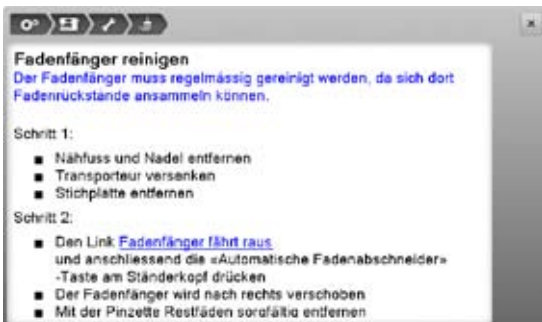 Fadenfänger reinigen
Der Fadenfänger muss regelmässig gereinigt werden, da sich dort
Fadenrückstände ansammeln können.
Schritt 1:
■ Nähfuss und Nadel entfernen
■ Transporteur versenken
■ Stichplatte entfernen
Schritt 2:
■ Den Link Fadenfänger fährt raus
und anschliessend die «Automatische Fadenabschneider»
-Taste am Ständerkopf drücken
■ Der Fadenfänger wird nach rechts verschoben
■ Mit der Pinzette Restfäden sorgfältig entfernen